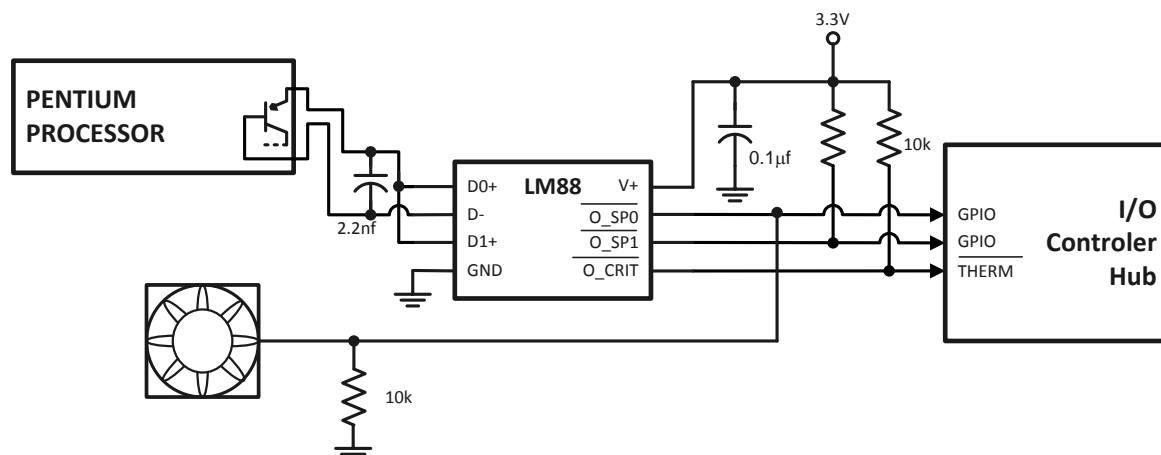 3.3V
PENTIUM
PROCESSOR
2.2nf
0.1µf
10k
LM88
D0+
D-
D1+
GND
V+
O_SP0
O_SP1
O_CRIT
GPIO
GPIO
THERM
I/O
Controler
Hub
10k